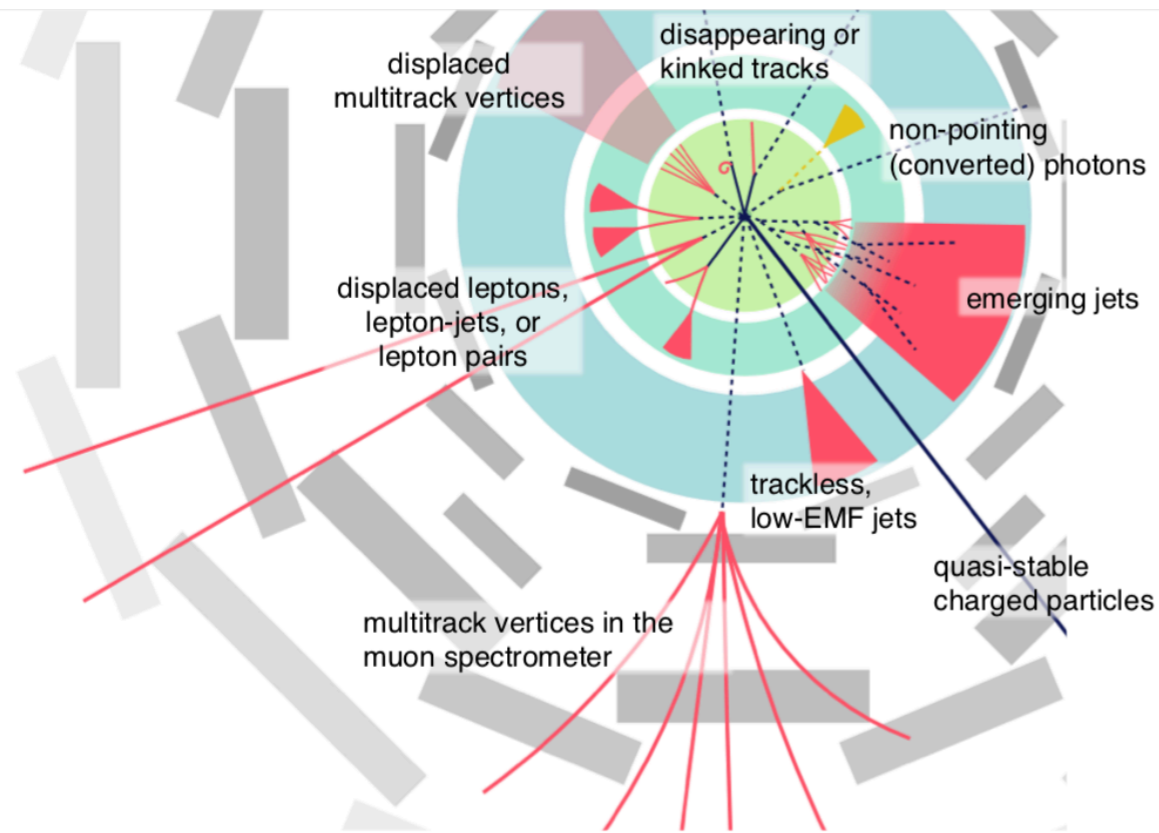 disappearing or
kinked tracks
displaced
multitrack vertices
non-pointing
(converted) photons
displaced leptons,
lepton-jets, or
lepton pairs
emerging jets
trackless,
low-EMF jets
quasi-stable
charged particles
multitrack vertices in the
muon spectrometer